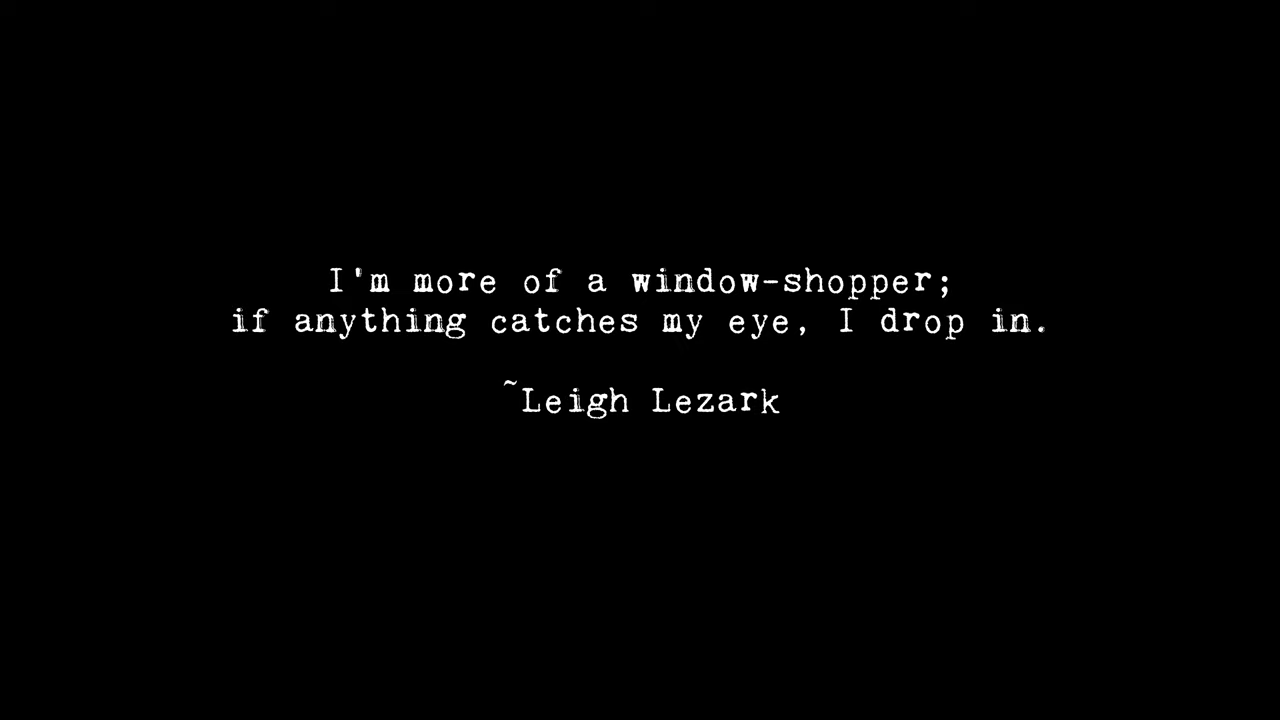 I'm more of a window-shopper;
if anything catches my eye, I drop in.
~Leigh Lezark